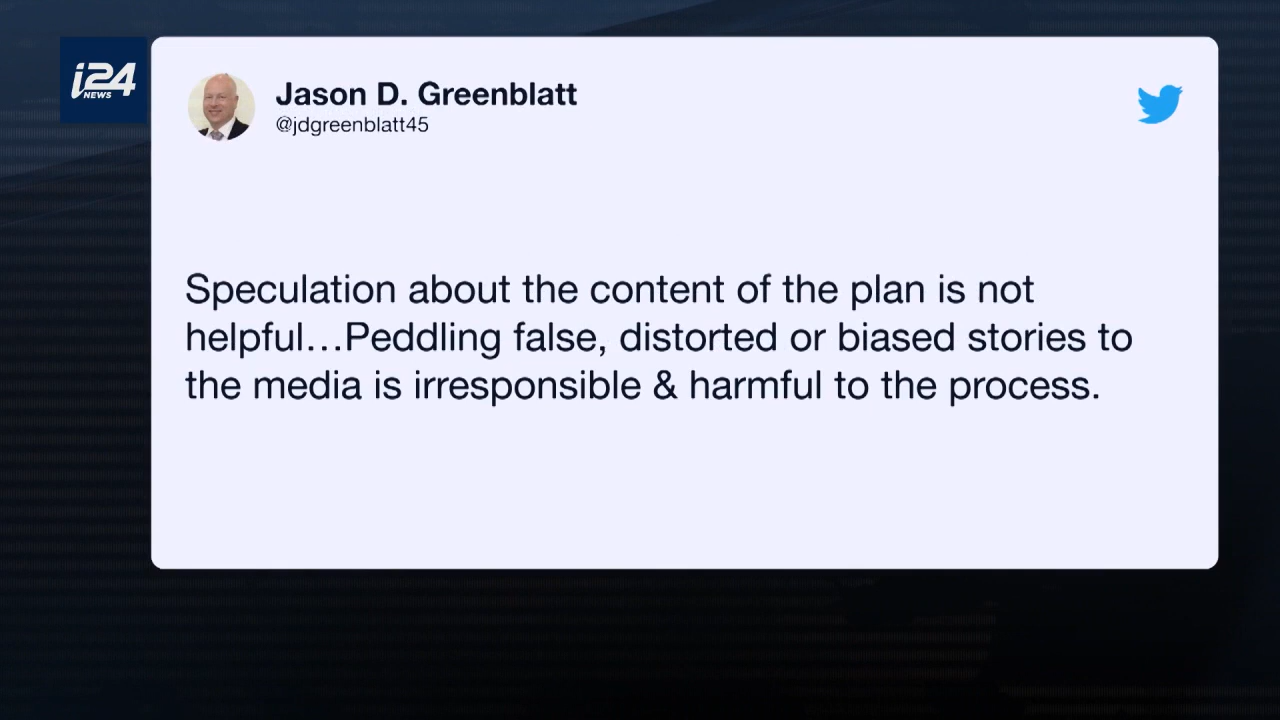 i24
NEWS
Jason D. Greenblatt
@jdgreenblatt45
Speculation about the content of the plan is not
helpful…Peddling false, distorted or biased stories to
the media is irresponsible & harmful to the process.